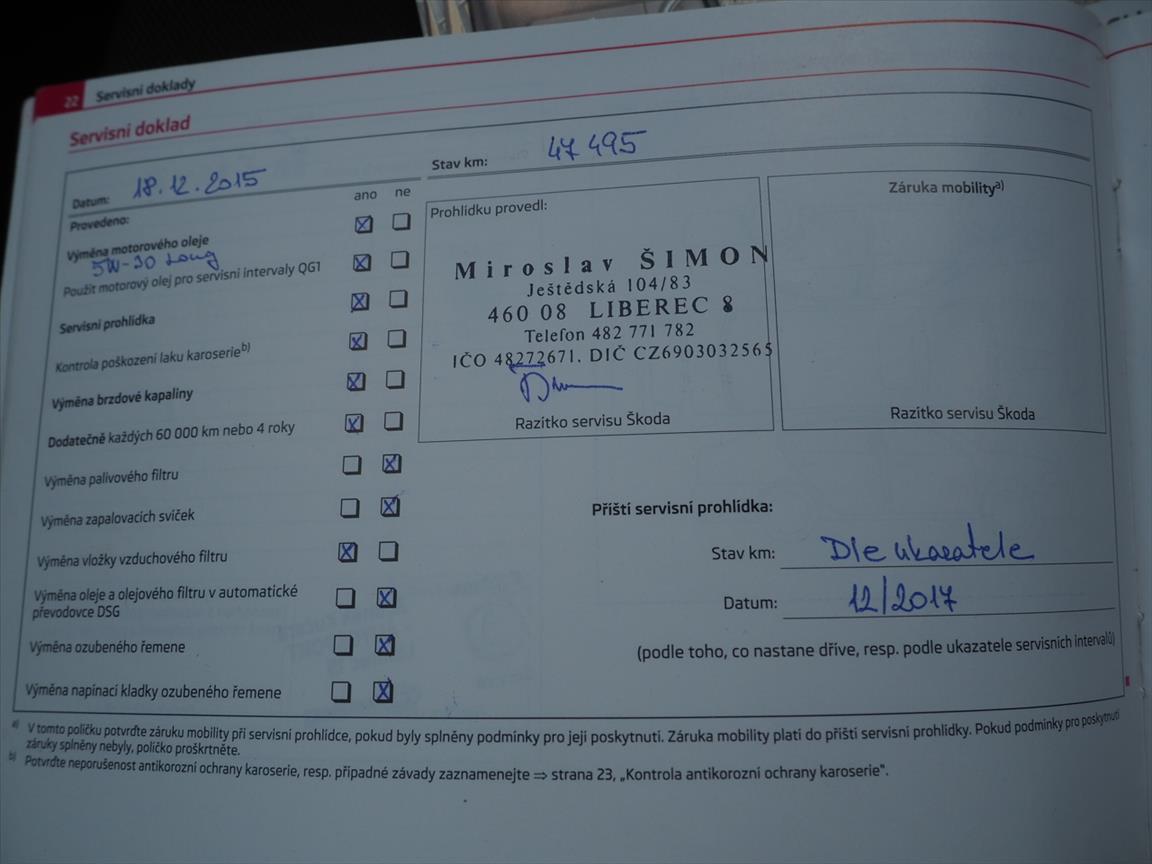 22 Servisní doklady
Servisní doklad
Datum: 18.12.2015
Stav km: 47 495
Provedeno:
ano ne
Výměna motorového oleje
5W-30 Long
Použit motorový olej pro servisní intervaly QG1
Servisní prohlídka
Kontrola poškození laku karoserie b)
Výměna brzdové kapaliny
Dodatečně každých 60 000 km nebo 4 roky
Výměna palivového filtru
Výměna zapalovacích svíček
Výměna vložky vzduchového filtru
Výměna oleje a olejového filtru v automatické
převodovce DSG
Výměna ozubeného řemene
Výměna napínací kladky ozubeného řemene
Prohlídku provedl:
Miroslav ŠIMON
Ještědská 104/83
460 08 LIBEREC 8
Telefon 482 771 782
IČO 48272671. DIČ CZ6903032565
Razítko servisu Škoda
Záruka mobility a)
Razítko servisu Škoda
Příští servisní prohlídka:
Stav km: Dle ukazatele
Datum: 12/2017
(podle toho, co nastane dříve, resp. podle ukazatele servisních intervalů)
a) V tomto políčku potvrďte záruku mobility při servisní prohlídce, pokud byly splněny podmínky pro její poskytnutí. Záruka mobility platí do příští servisní prohlídky. Pokud podmínky pro poskytnutí
záruky splněny nebyly, políčko proškrtněte.
b) Potvrďte neporušenost antikorozní ochrany karoserie, resp. případné závady zaznamenejte ⇒ strana 23, „Kontrola antikorozní ochrany karoserie".